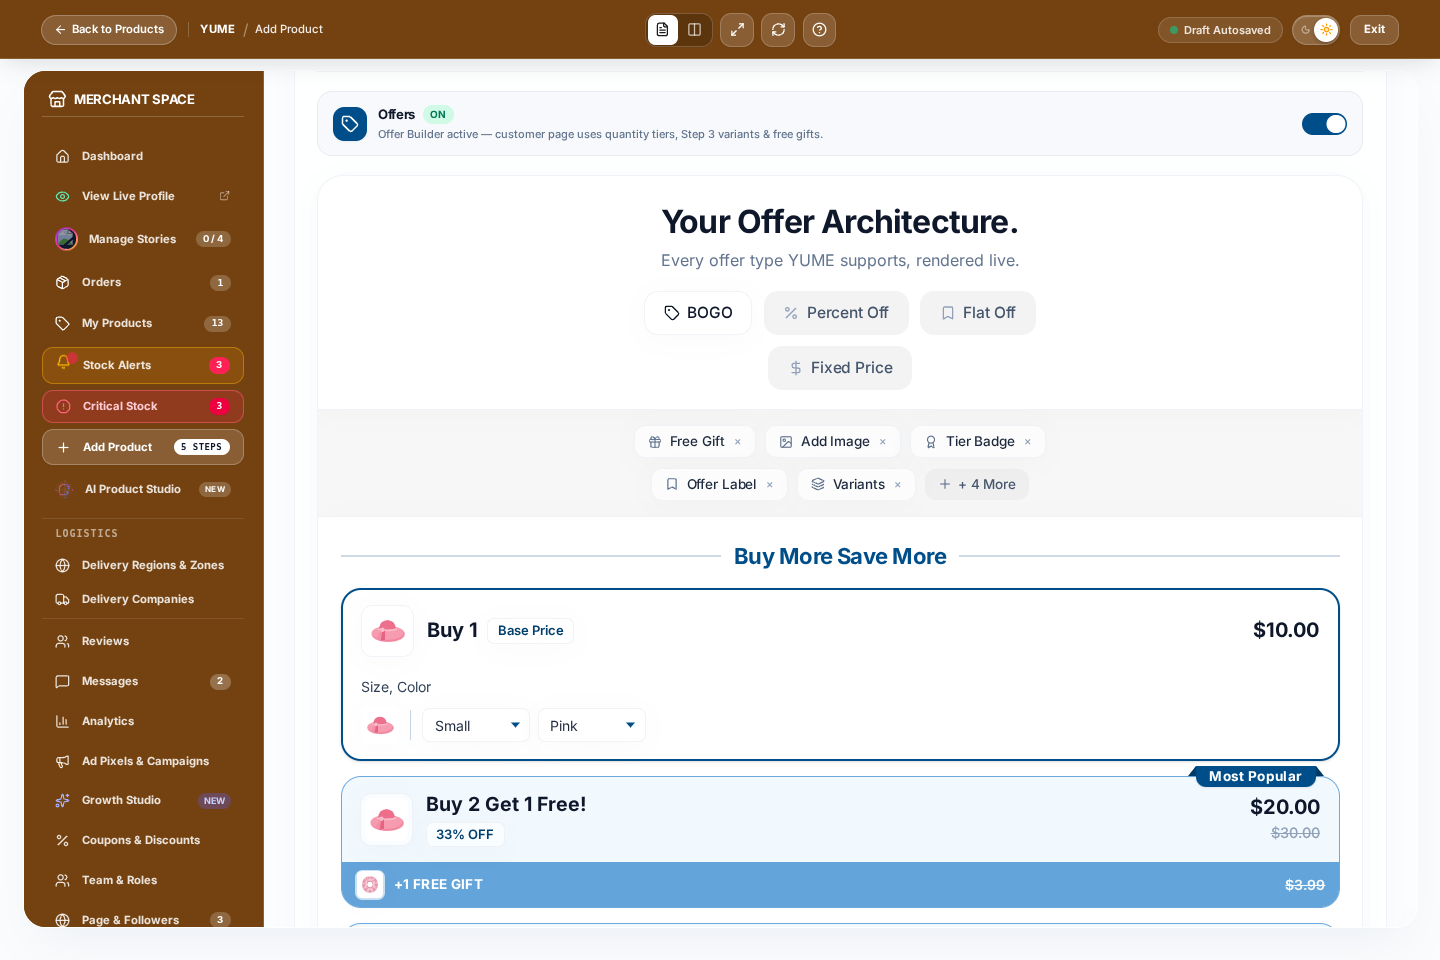 Back to Products
YUME / Add Product
Draft Autosaved
Exit
MERCHANT SPACE
Dashboard
View Live Profile
Manage Stories 0/4
Orders 1
My Products 13
Stock Alerts 3
Critical Stock 3
Add Product 5 STEPS
AI Product Studio NEW
LOGISTICS
Delivery Regions & Zones
Delivery Companies
Reviews
Messages 2
Analytics
Ad Pixels & Campaigns
Growth Studio NEW
Coupons & Discounts
Team & Roles
Page & Followers 3
Offers ON
Offer Builder active — customer page uses quantity tiers, Step 3 variants & free gifts.
Your Offer Architecture.
Every offer type YUME supports, rendered live.
BOGO
Percent Off
Flat Off
Fixed Price
Free Gift ×
Add Image ×
Tier Badge ×
Offer Label ×
Variants ×
+ 4 More
Buy More Save More
Buy 1 Base Price $10.00
Size, Color
Small Pink
Most Popular
Buy 2 Get 1 Free! $20.00
33% OFF $30.00
+1 FREE GIFT $3.99